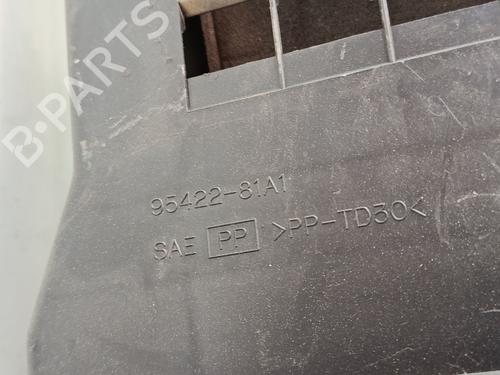 B-PARTS
95422-81A1
SAE PP >PP-TD30<